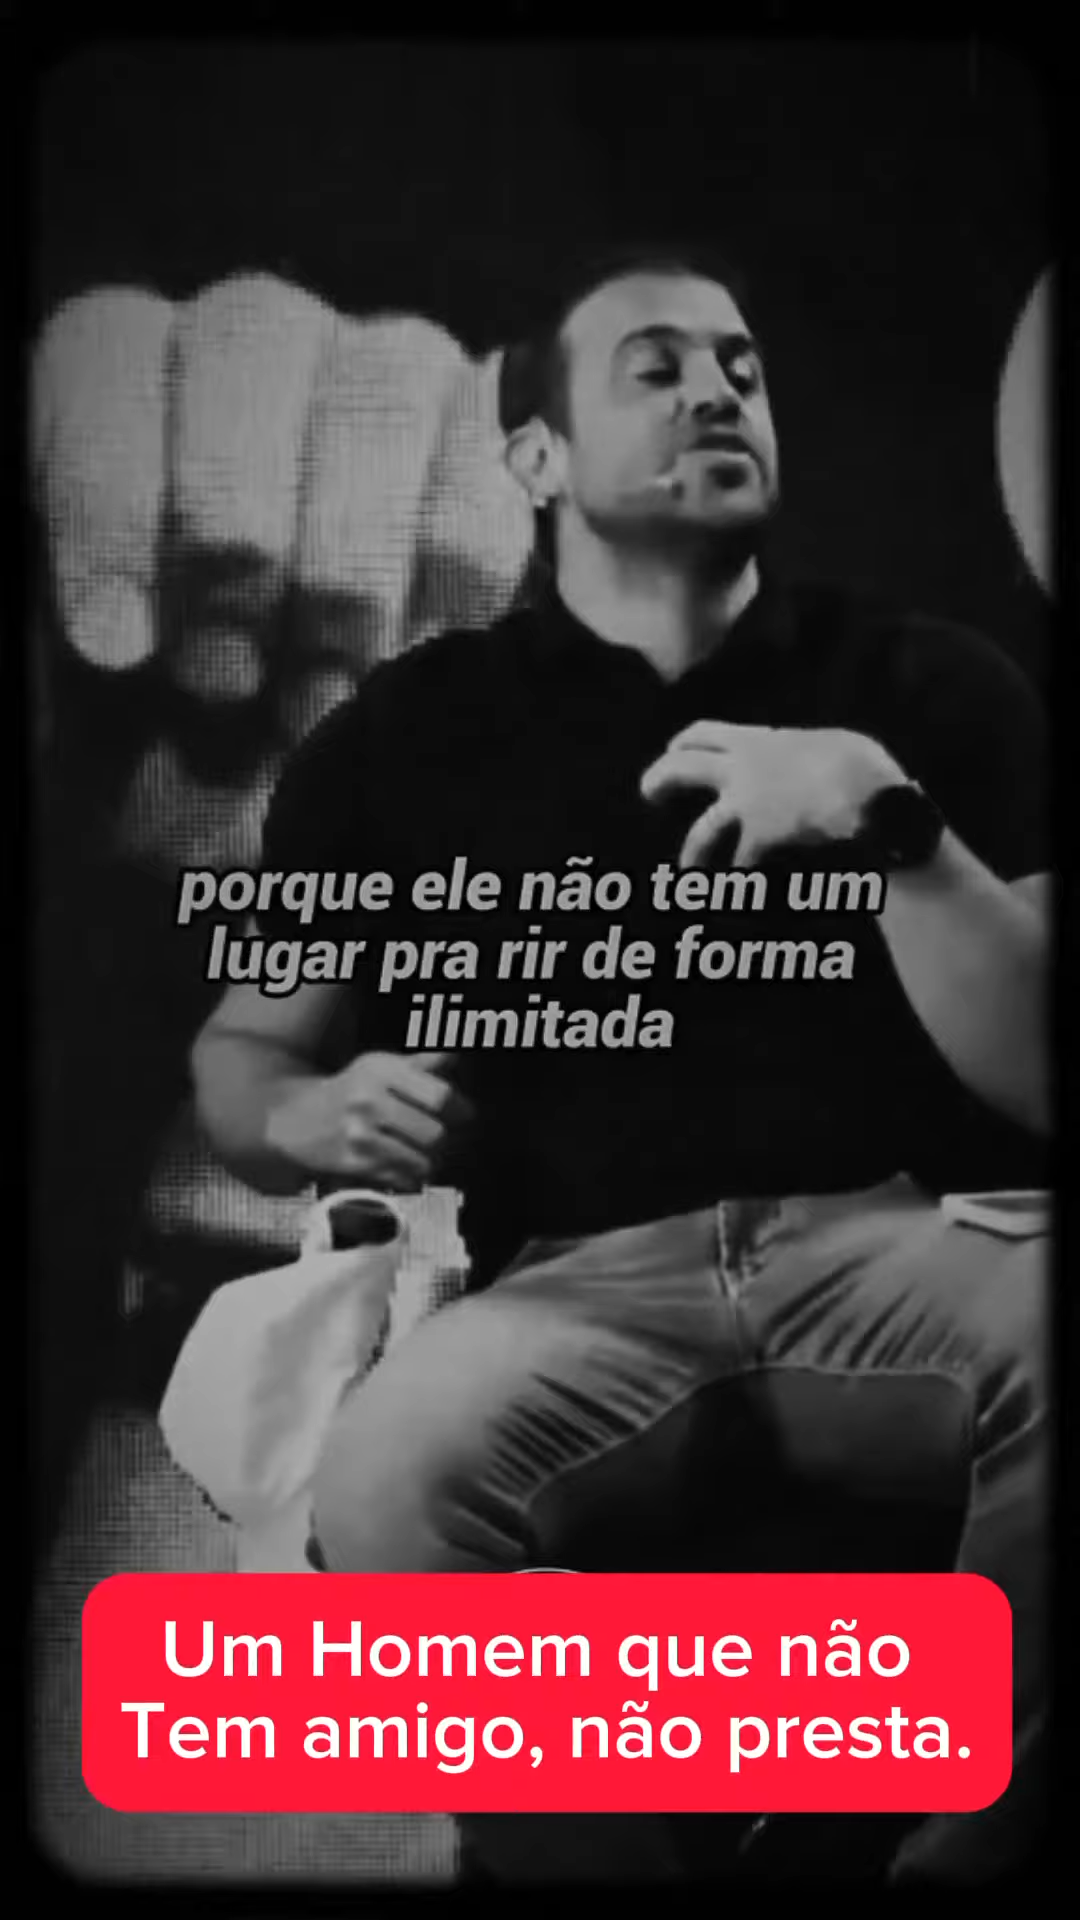 porque ele não tem um
lugar pra rir de forma
ilimitada
Um Homem que não
Tem amigo, não presta.